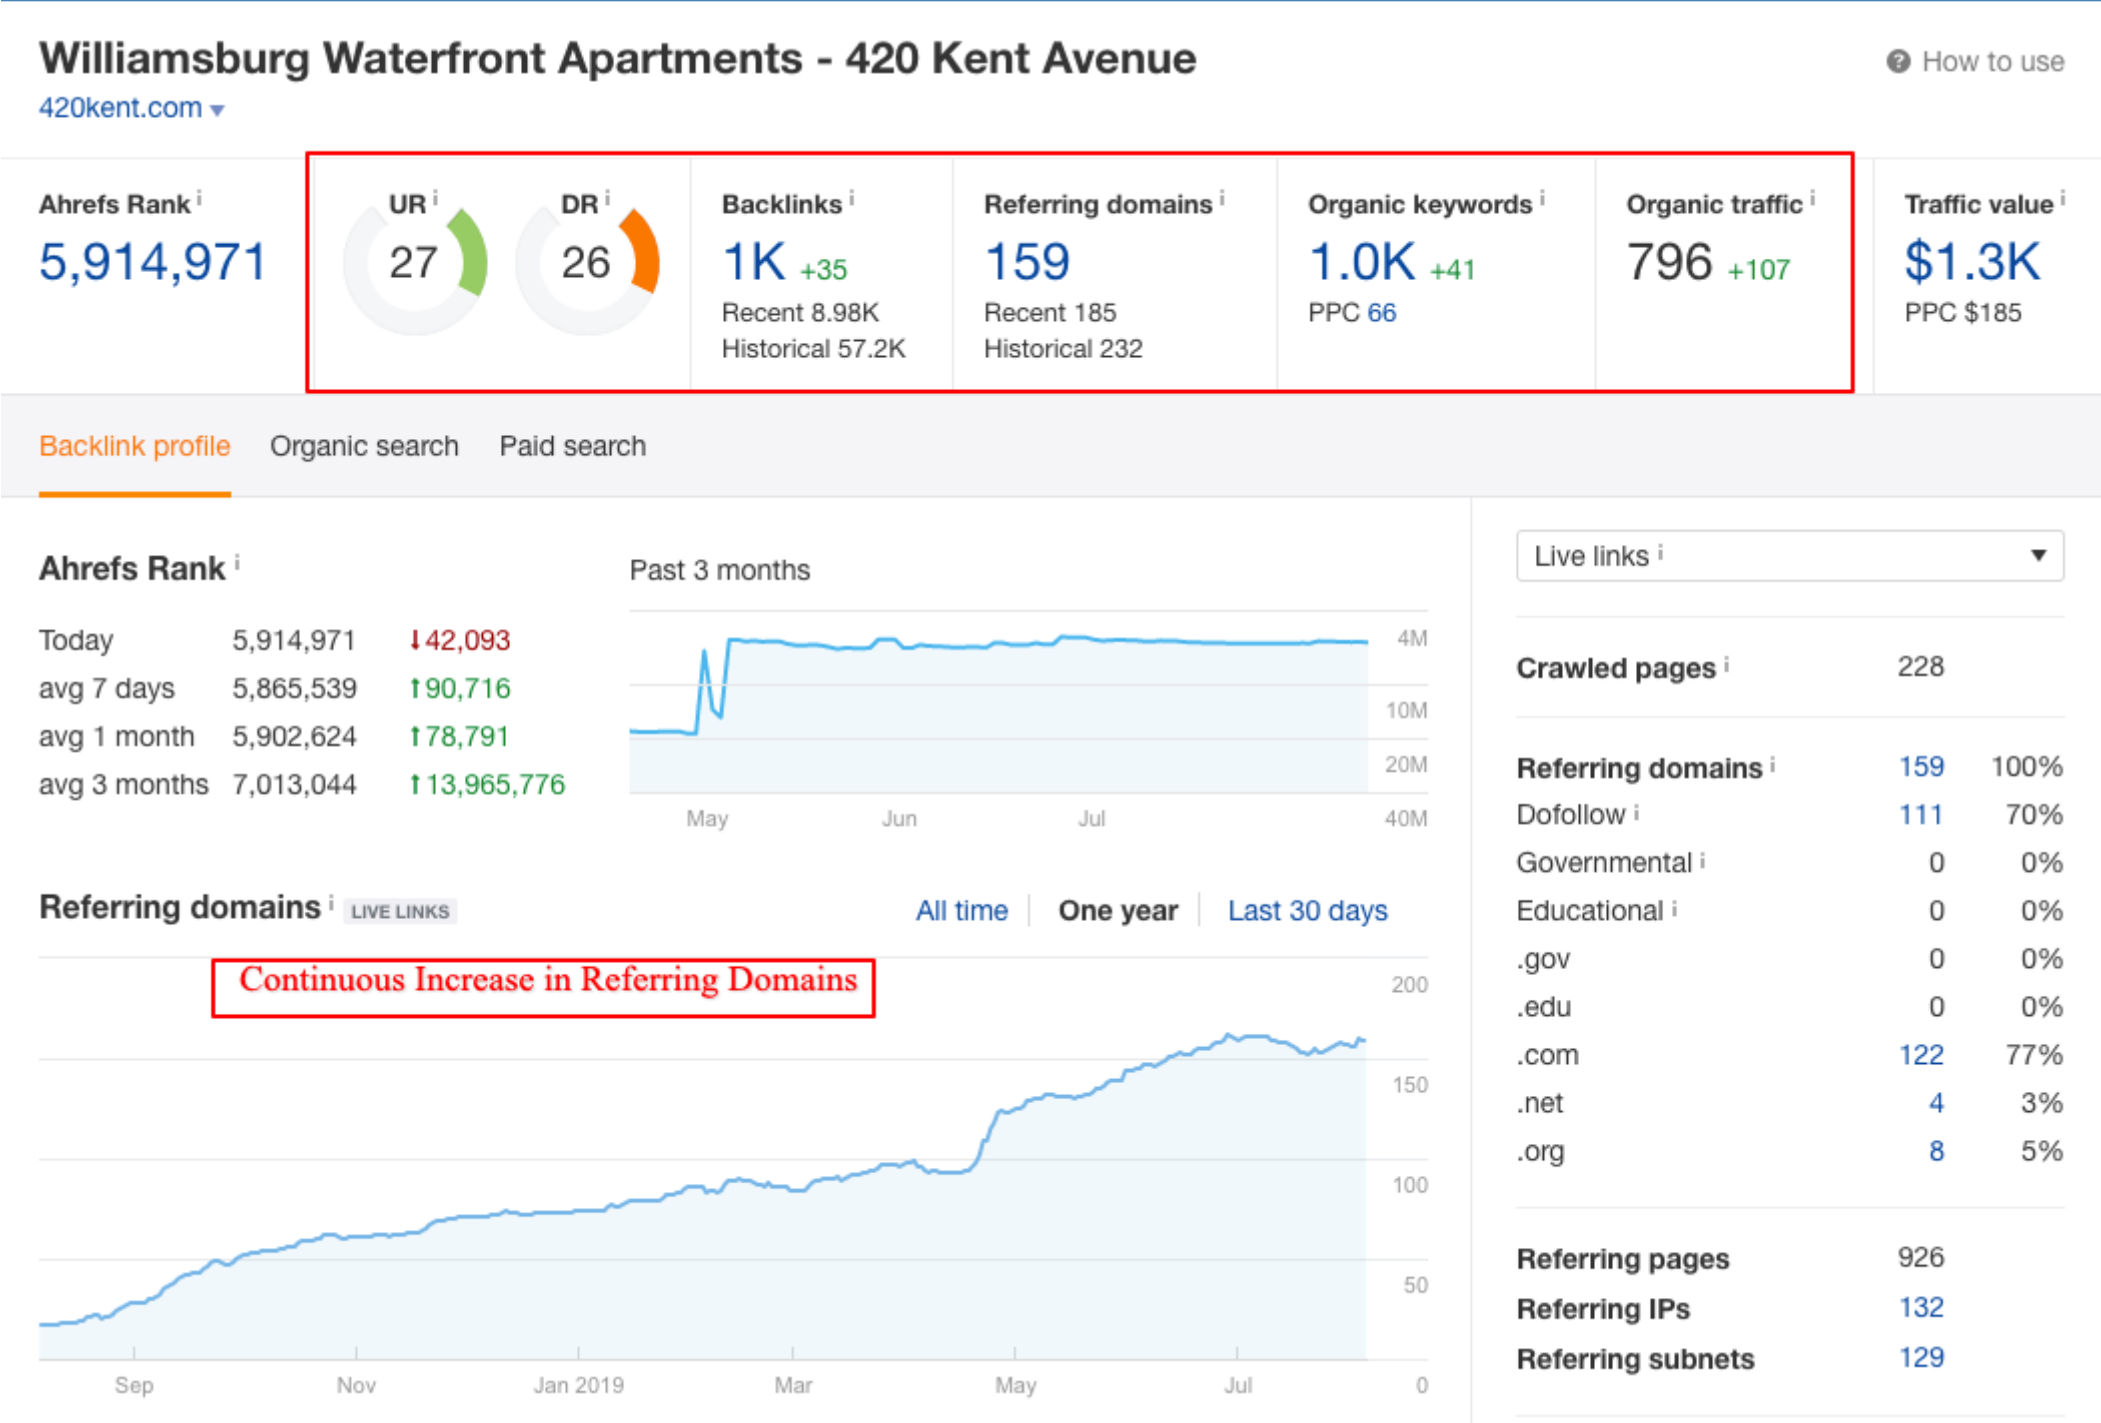 Williamsburg Waterfront Apartments - 420 Kent Avenue
How to use
420kent.com
Ahrefs Rank
5,914,971
UR
27
DR
26
Backlinks
1K +35
Recent 8.98K
Historical 57.2K
Referring domains
159
Recent 185
Historical 232
Organic keywords
1.0K +41
PPC 66
Organic traffic
796 +107
Traffic value
$1.3K
PPC $185
Backlink profile Organic search Paid search
Ahrefs Rank
Today 5,914,971 ↓42,093
avg 7 days 5,865,539 ↑90,716
avg 1 month 5,902,624 ↑78,791
avg 3 months 7,013,044 ↑13,965,776
Past 3 months
4M
10M
20M
40M
May Jun Jul
Referring domains LIVE LINKS
All time One year Last 30 days
Continuous Increase in Referring Domains
200
150
100
50
0
Sep Nov Jan 2019 Mar May Jul
Live links
Crawled pages 228
Referring domains 159 100%
Dofollow 111 70%
Governmental 0 0%
Educational 0 0%
.gov 0 0%
.edu 0 0%
.com 122 77%
.net 4 3%
.org 8 5%
Referring pages 926
Referring IPs 132
Referring subnets 129